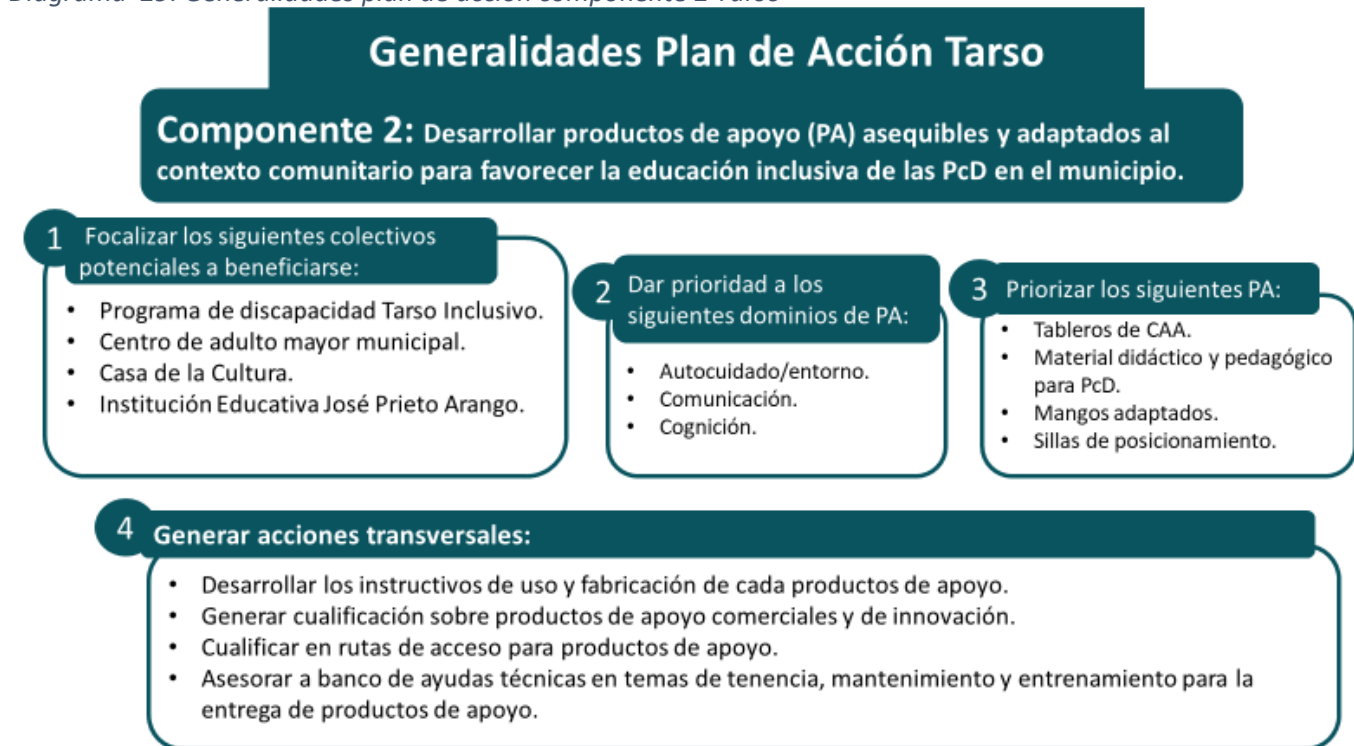 Generalidades Plan de Acción Tarso
Componente 2: Desarrollar productos de apoyo (PA) asequibles y adaptados al
contexto comunitario para favorecer la educación inclusiva de las PcD en el municipio.
1 Focalizar los siguientes colectivos
potenciales a beneficiarse:
• Programa de discapacidad Tarso Inclusivo.
• Centro de adulto mayor municipal.
• Casa de la Cultura.
• Institución Educativa José Prieto Arango.
2 Dar prioridad a los
siguientes dominios de PA:
• Autocuidado/entorno.
• Comunicación.
• Cognición.
3 Priorizar los siguientes PA:
• Tableros de CAA.
• Material didáctico y pedagógico
para PcD.
• Mangos adaptados.
• Sillas de posicionamiento.
4 Generar acciones transversales:
• Desarrollar los instructivos de uso y fabricación de cada productos de apoyo.
• Generar cualificación sobre productos de apoyo comerciales y de innovación.
• Cualificar en rutas de acceso para productos de apoyo.
• Asesorar a banco de ayudas técnicas en temas de tenencia, mantenimiento y entrenamiento para la
entrega de productos de apoyo.